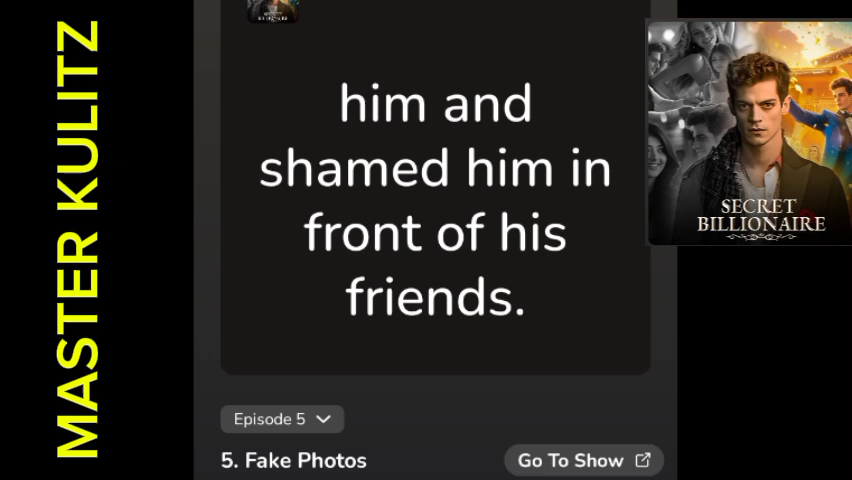 MASTER KULITZ
him and
shamed him in
front of his
friends.
SECRET
BILLIONAIRE
Episode 5
5. Fake Photos
Go To Show